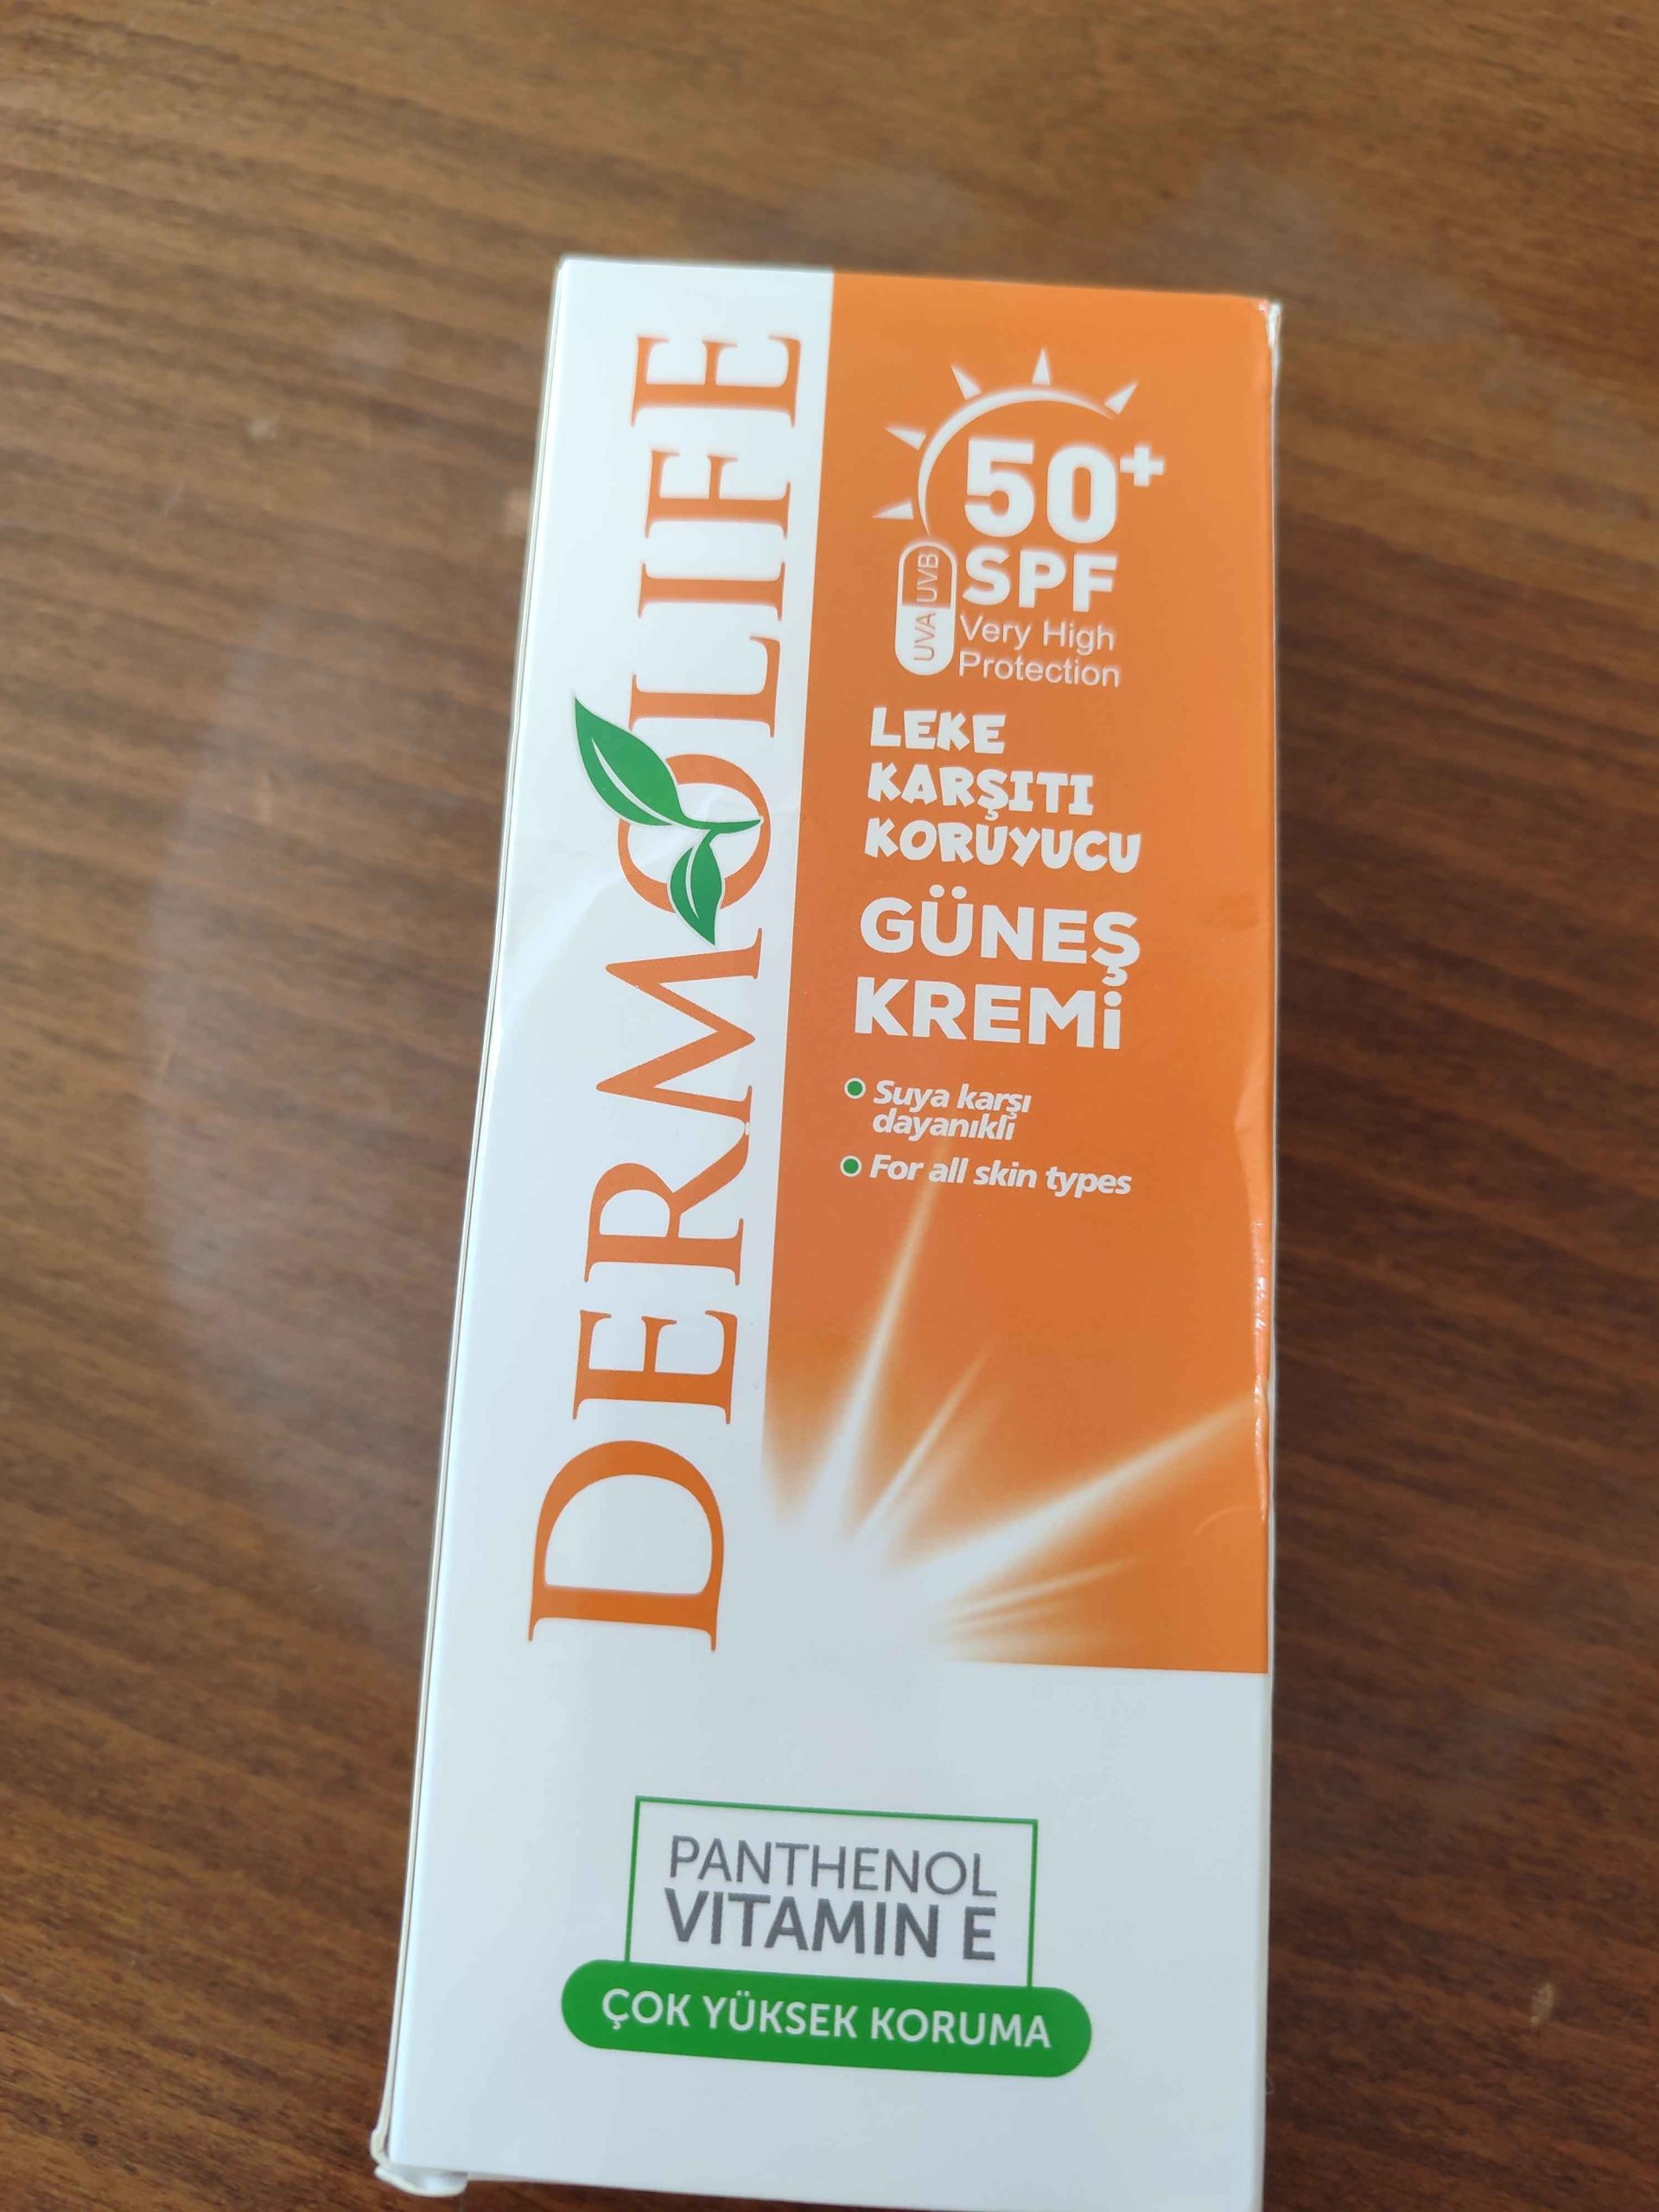 DERMOLIFE
50+
SPF
UVA UVB
Very High
Protection
LEKE
KARŞITI
KORUYUCU
GÜNEŞ
KREMİ
Suya karşı
dayanıklı
For all skin types
PANTHENOL
VITAMIN E
ÇOK YÜKSEK KORUMA